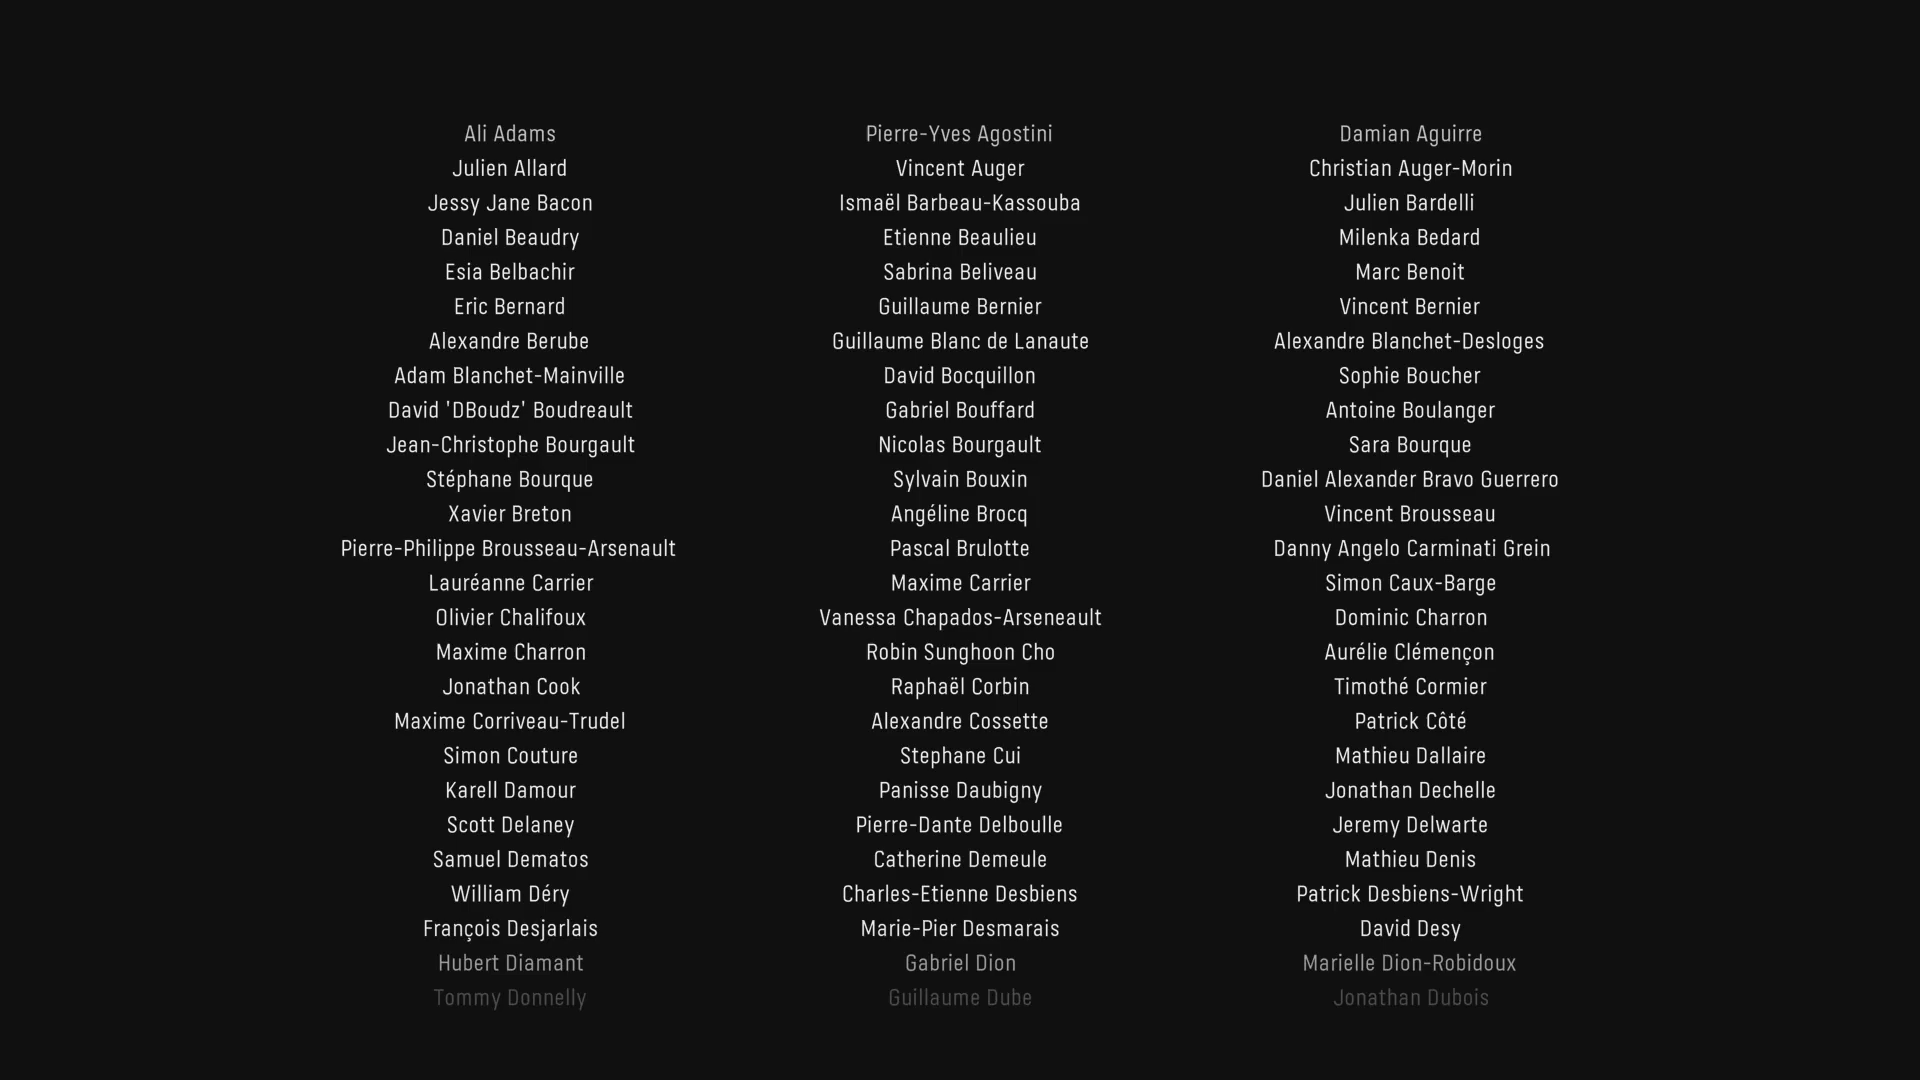 Ali Adams Pierre-Yves Agostini Damian Aguirre
Julien Allard Vincent Auger Christian Auger-Morin
Jessy Jane Bacon Ismaël Barbeau-Kassouba Julien Bardelli
Daniel Beaudry Etienne Beaulieu Milenka Bedard
Esia Belbachir Sabrina Beliveau Marc Benoit
Eric Bernard Guillaume Bernier Vincent Bernier
Alexandre Berube Guillaume Blanc de Lanaute Alexandre Blanchet-Desloges
Adam Blanchet-Mainville David Bocquillon Sophie Boucher
David 'DBoudz' Boudreault Gabriel Bouffard Antoine Boulanger
Jean-Christophe Bourgault Nicolas Bourgault Sara Bourque
Stéphane Bourque Sylvain Bouxin Daniel Alexander Bravo Guerrero
Xavier Breton Angéline Brocq Vincent Brousseau
Pierre-Philippe Brousseau-Arsenault Pascal Brulotte Danny Angelo Carminati Grein
Lauréanne Carrier Maxime Carrier Simon Caux-Barge
Olivier Chalifoux Vanessa Chapados-Arseneault Dominic Charron
Maxime Charron Robin Sunghoon Cho Aurélie Clémençon
Jonathan Cook Raphaël Corbin Timothé Cormier
Maxime Corriveau-Trudel Alexandre Cossette Patrick Côté
Simon Couture Stephane Cui Mathieu Dallaire
Karell Damour Panisse Daubigny Jonathan Dechelle
Scott Delaney Pierre-Dante Delboulle Jeremy Delwarte
Samuel Dematos Catherine Demeule Mathieu Denis
William Déry Charles-Etienne Desbiens Patrick Desbiens-Wright
François Desjarlais Marie-Pier Desmarais David Desy
Hubert Diamant Gabriel Dion Marielle Dion-Robidoux
Tommy Donnelly Guillaume Dube Jonathan Dubois